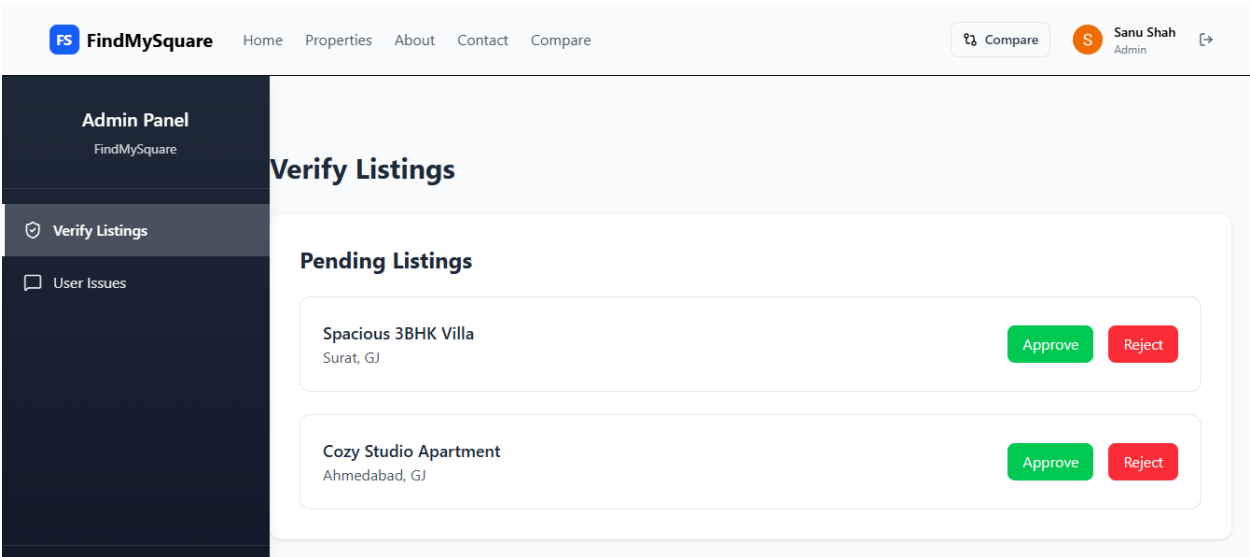 FS FindMySquare Home Properties About Contact Compare Compare S Sanu Shah
Admin
Admin Panel
FindMySquare
Verify Listings
User Issues
Verify Listings
Pending Listings
Spacious 3BHK Villa
Surat, GJ
Approve Reject
Cozy Studio Apartment
Ahmedabad, GJ
Approve Reject